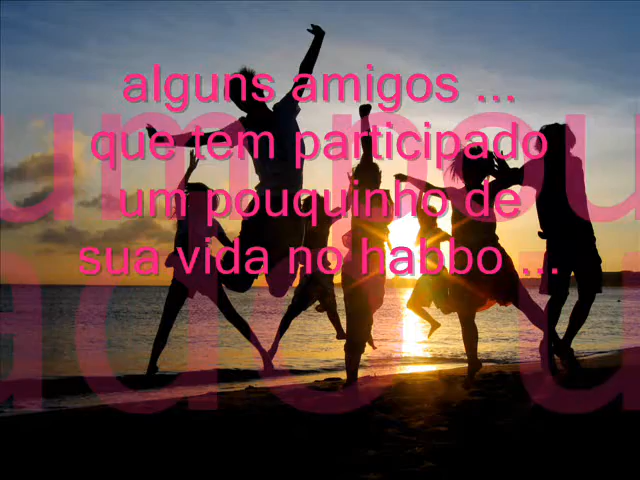 alguns amigos ...
que tem participado
um pouquinho de
sua vida no habbo ...